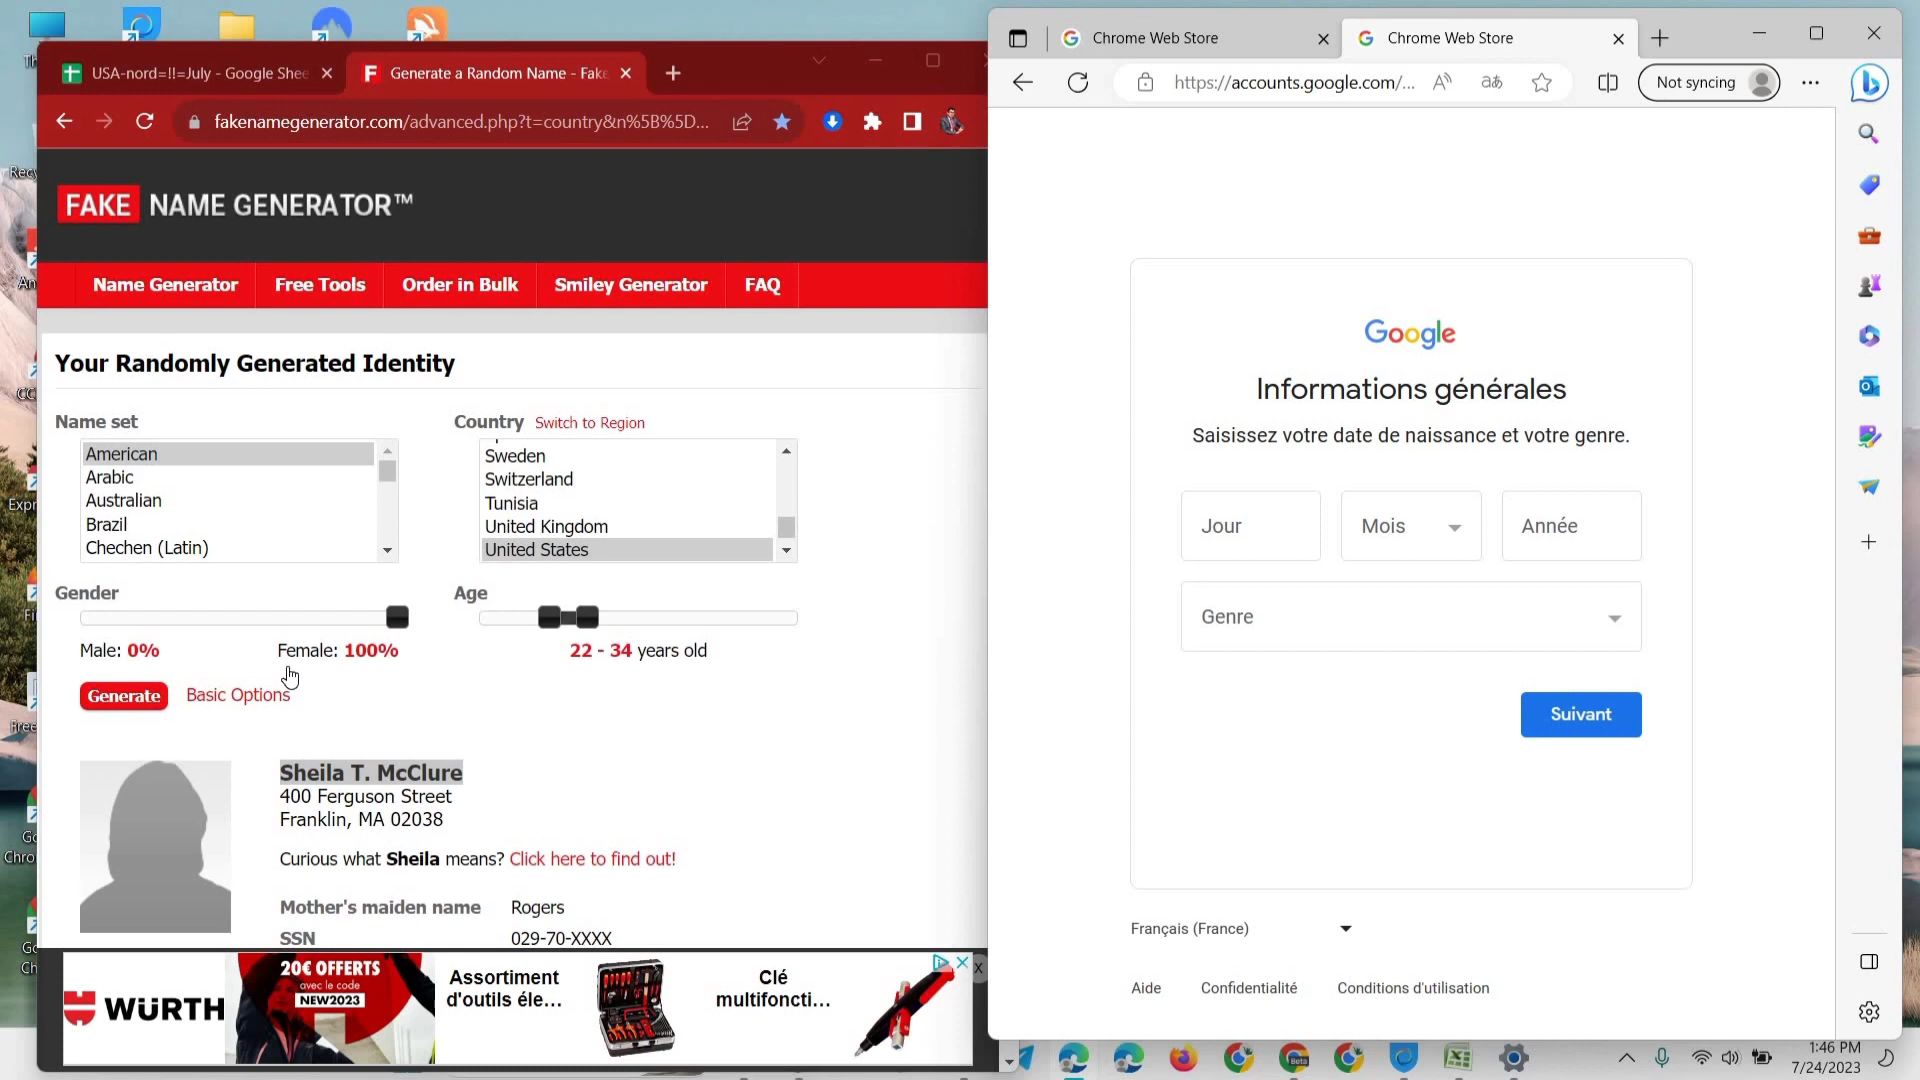 USA-nord=!!=July - Google Shee
Generate a Random Name - Fake
fakenamegenerator.com/advanced.php?t=country&n%5B%5D...
FAKE NAME GENERATOR™
Name Generator
Free Tools
Order in Bulk
Smiley Generator
FAQ
Your Randomly Generated Identity
Name set
American
Arabic
Australian
Brazil
Chechen (Latin)
Country Switch to Region
Sweden
Switzerland
Tunisia
United Kingdom
United States
Gender
Male: 0%
Female: 100%
Age
22 - 34 years old
Generate
Basic Options
Sheila T. McClure
400 Ferguson Street
Franklin, MA 02038
Curious what Sheila means? Click here to find out!
Mother's maiden name Rogers
SSN 029-70-XXXX
WÜRTH
20€ OFFERTS
avec le code
NEW2023
Assortiment
d'outils éle...
Clé
multifoncti...
X
Chrome Web Store
Chrome Web Store
https://accounts.google.com/...
Not syncing
Google
Informations générales
Saisissez votre date de naissance et votre genre.
Jour
Mois
Année
Genre
Suivant
Français (France)
Aide
Confidentialité
Conditions d'utilisation
Beta
1:46 PM
7/24/2023